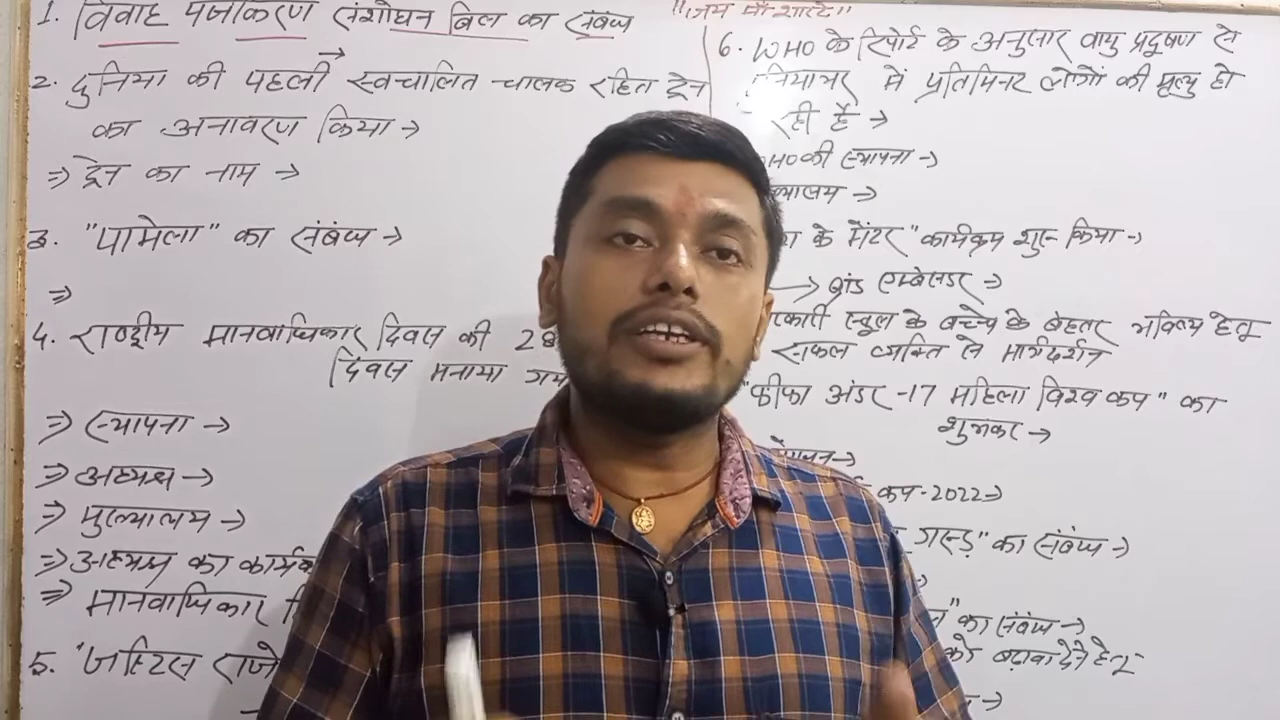 "जय माँ शारदे"
1. विवाह पंजीकरण संशोधन बिल का संबंध
2. दुनिया की पहली स्वचालित चालक रहित ट्रेन
का अनावरण किया →
⇒ ट्रेन का नाम →
3. "पामेला" का संबंध →
⇒
4. राष्ट्रीय मानवाधिकार दिवस की 28
दिवस मनाया गय
⇒ स्थापना →
⇒ अध्यक्ष →
⇒ मुख्यालय →
⇒ अध्यक्ष का कार्यक
⇒ मानवाधिकार
5. 'जस्टिस राजे
6. WHO के रिपोर्ट के अनुसार वायु प्रदुषण से
में प्रतिमिनट लोगों की मृत्यु हो
रही है →
HO की स्थापना →
ख्यालय →
के मेंटर" कार्यक्रम शुरू किया →
→ ब्रांड एम्बेसडर →
रकारी स्कूल के बच्चे के बेहतर भविष्य हेतू
सफल व्यक्ति से मार्गदर्शन
"फीफा अंडर -17 महिला विश्व कप" का
शुभंकर →
योजन →
कप-2022 →
गरूड़" का संबंध →
" का संबंध →
को बढ़ावा देने हेतू